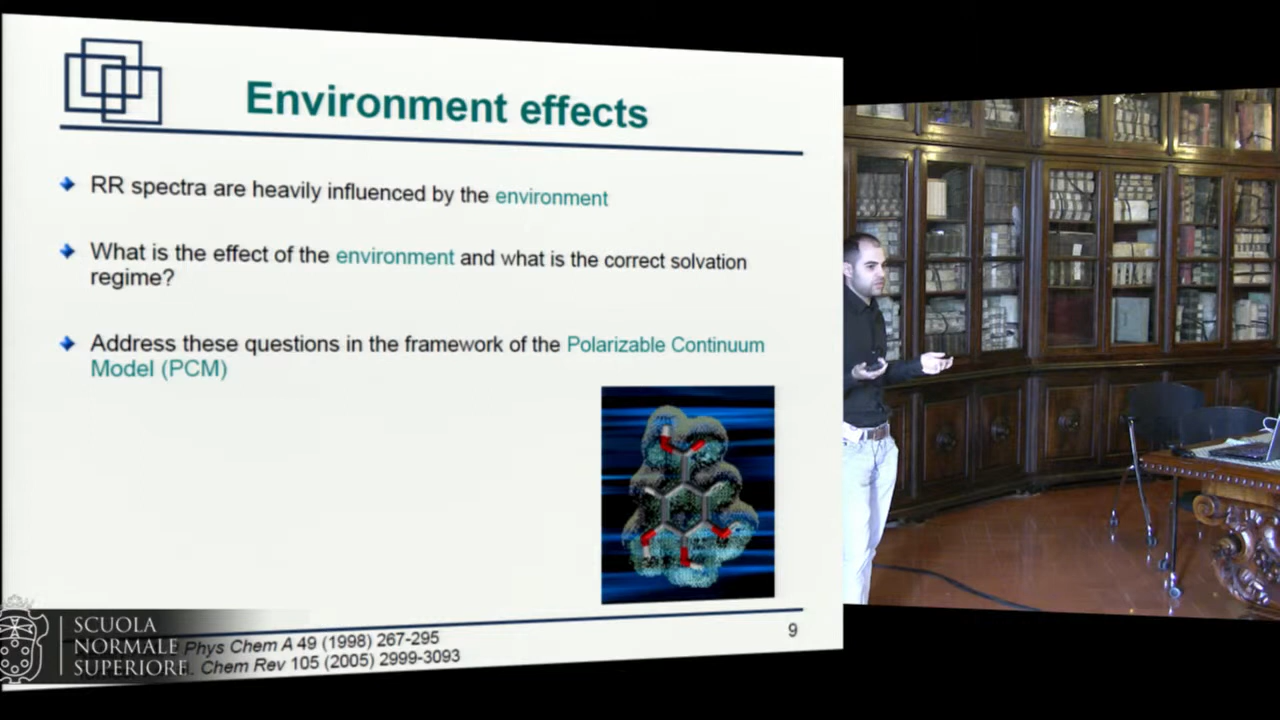 Environment effects
RR spectra are heavily influenced by the environment
What is the effect of the environment and what is the correct solvation
regime?
Address these questions in the framework of the Polarizable Continuum
Model (PCM)
9
Phys Chem A 49 (1998) 267-295
Chem Rev 105 (2005) 2999-3093
SCUOLA
NORMALE
SUPERIORE